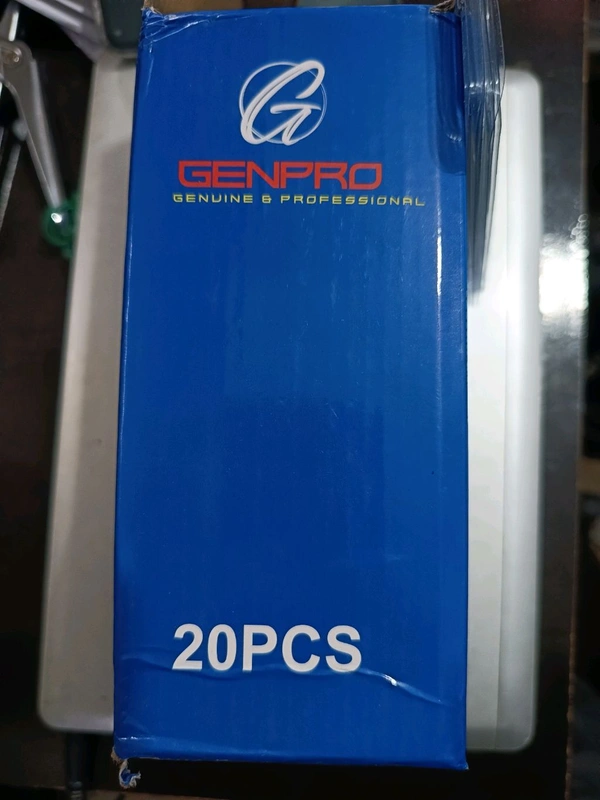 G
GENPRO
GENUINE & PROFESSIONAL
20PCS